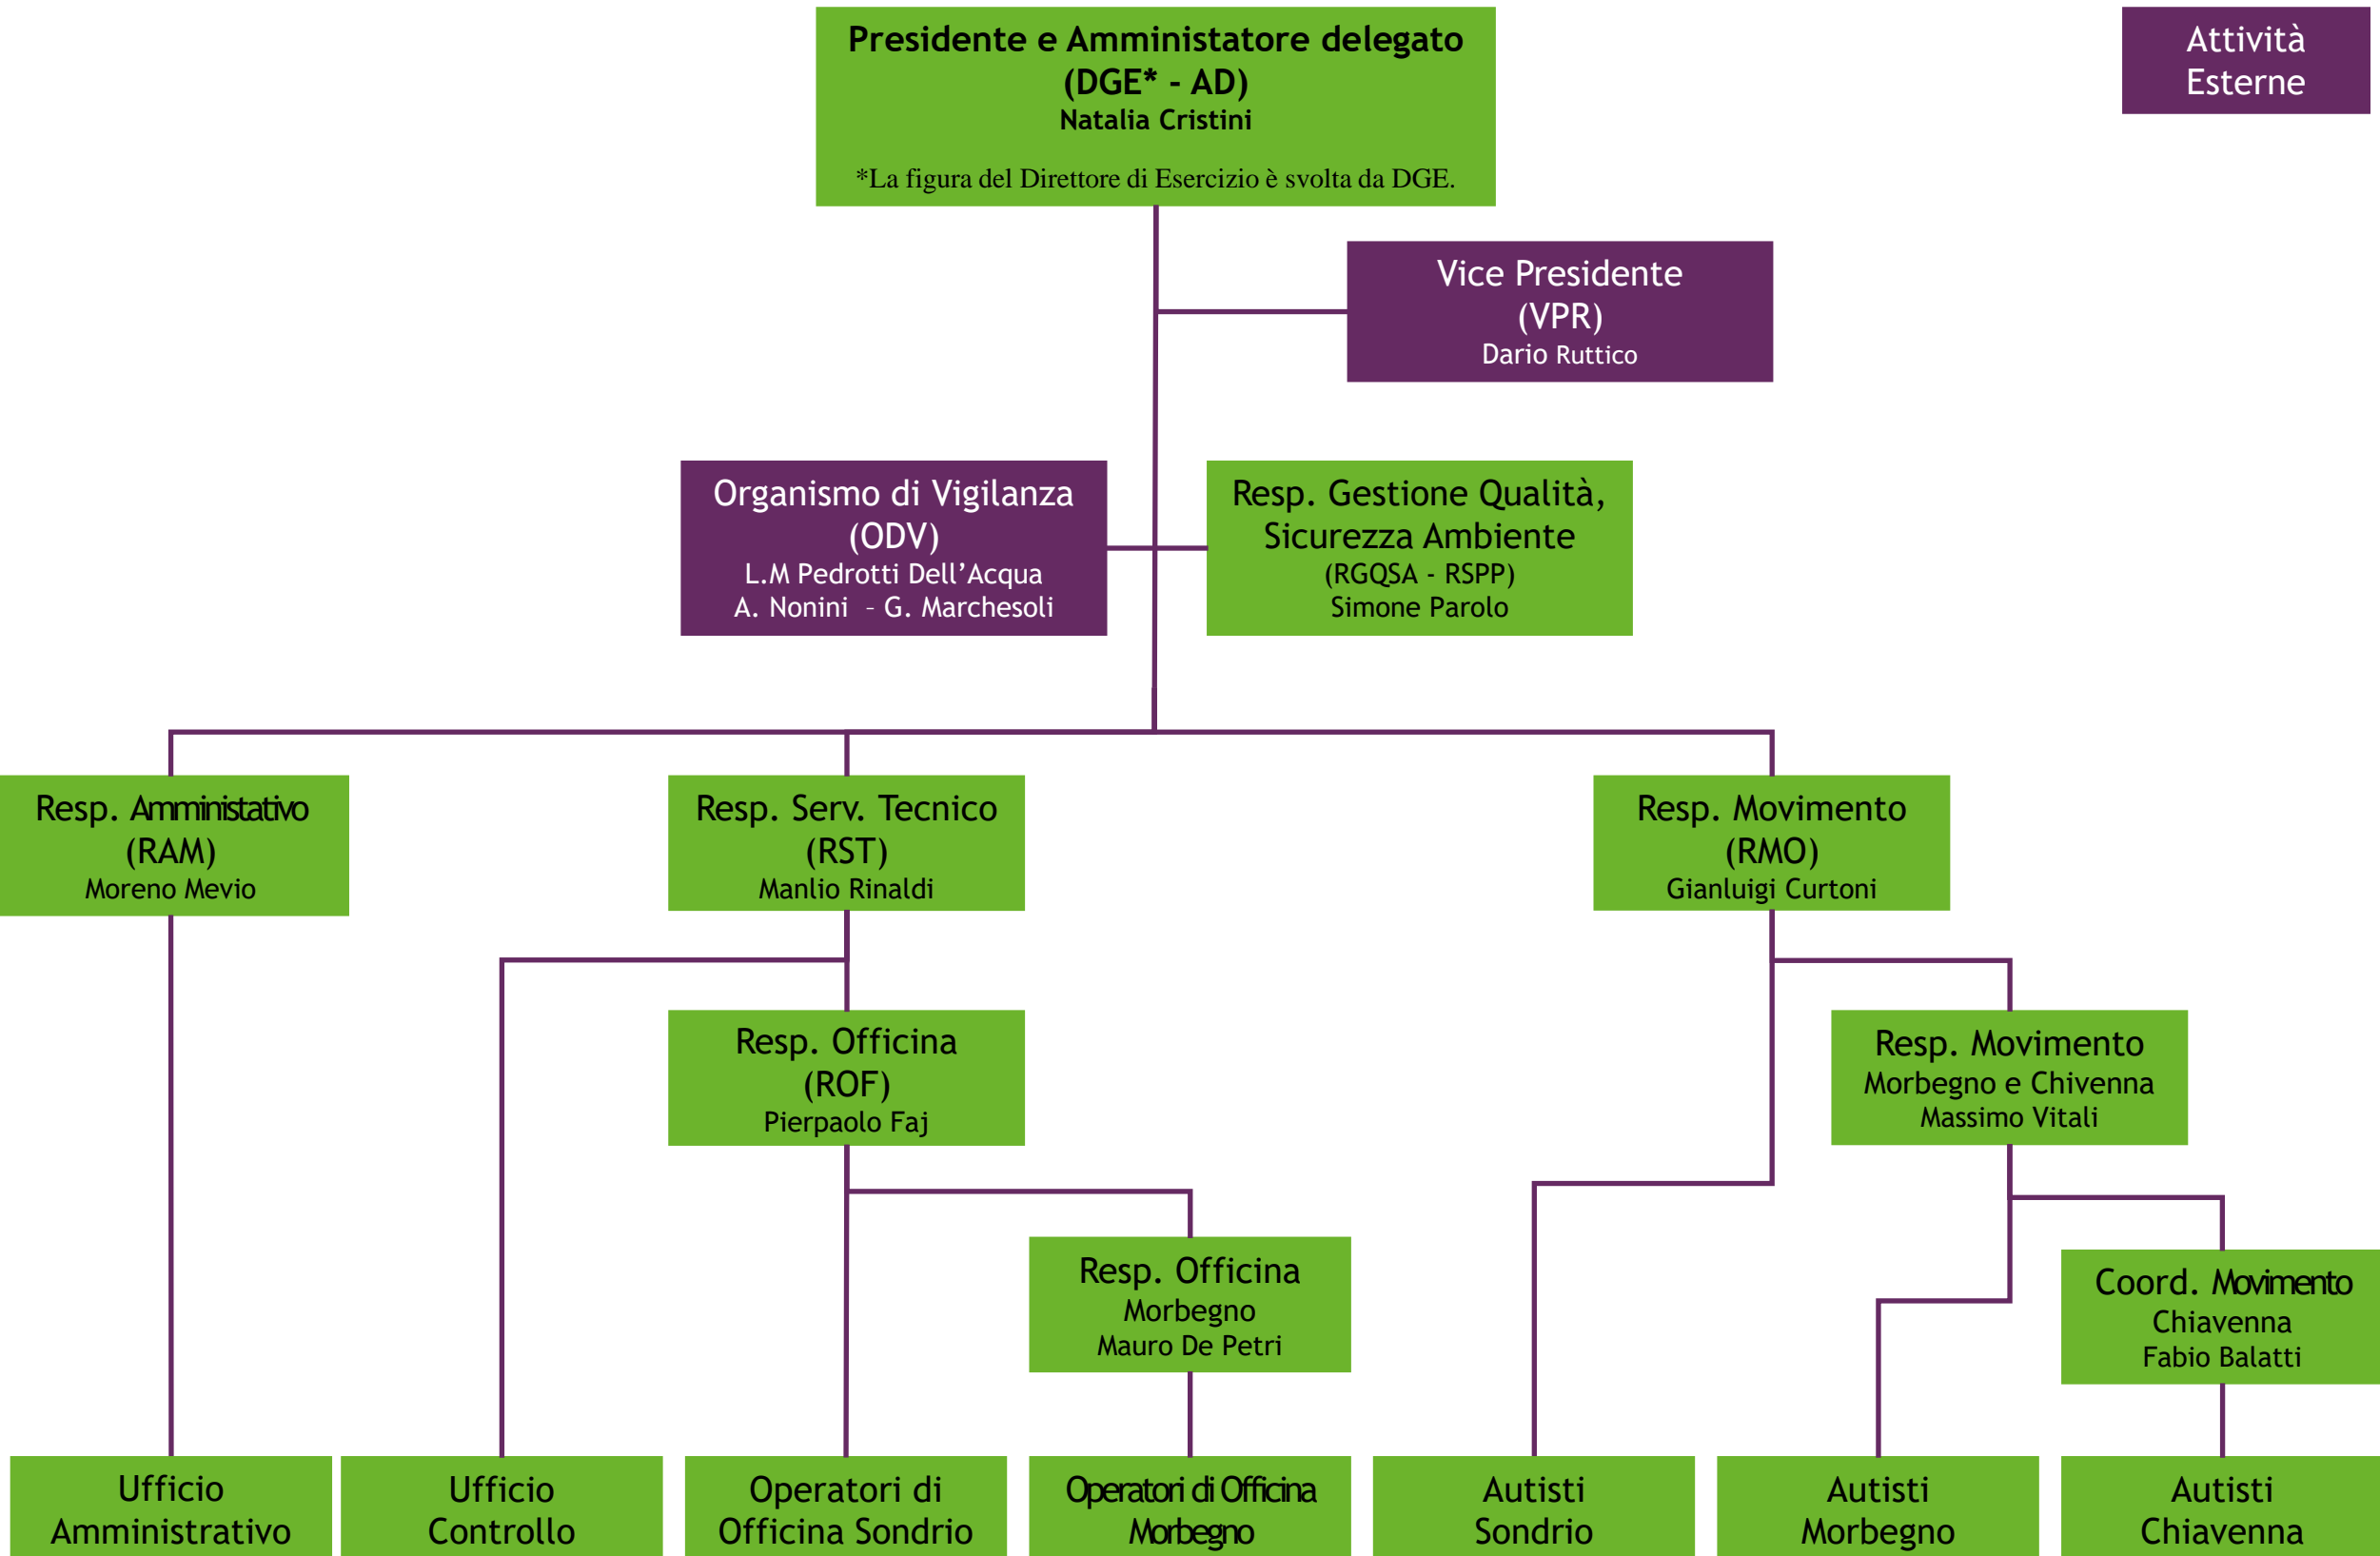 Presidente e Amministatore delegato
(DGE* - AD)
Natalia Cristini
*La figura del Direttore di Esercizio è svolta da DGE.
Attività
Esterne
Vice Presidente
(VPR)
Dario Ruttico
Organismo di Vigilanza
(ODV)
L.M Pedrotti Dell’Acqua
A. Nonini – G. Marchesoli
Resp. Gestione Qualità,
Sicurezza Ambiente
(RGQSA - RSPP)
Simone Parolo
Resp. Amministativo
(RAM)
Moreno Mevio
Resp. Serv. Tecnico
(RST)
Manlio Rinaldi
Resp. Movimento
(RMO)
Gianluigi Curtoni
Resp. Officina
(ROF)
Pierpaolo Faj
Resp. Movimento
Morbegno e Chivenna
Massimo Vitali
Resp. Officina
Morbegno
Mauro De Petri
Coord. Movimento
Chiavenna
Fabio Balatti
Ufficio
Amministrativo
Ufficio
Controllo
Operatori di
Officina Sondrio
Operatori di Officina
Morbegno
Autisti
Sondrio
Autisti
Morbegno
Autisti
Chiavenna